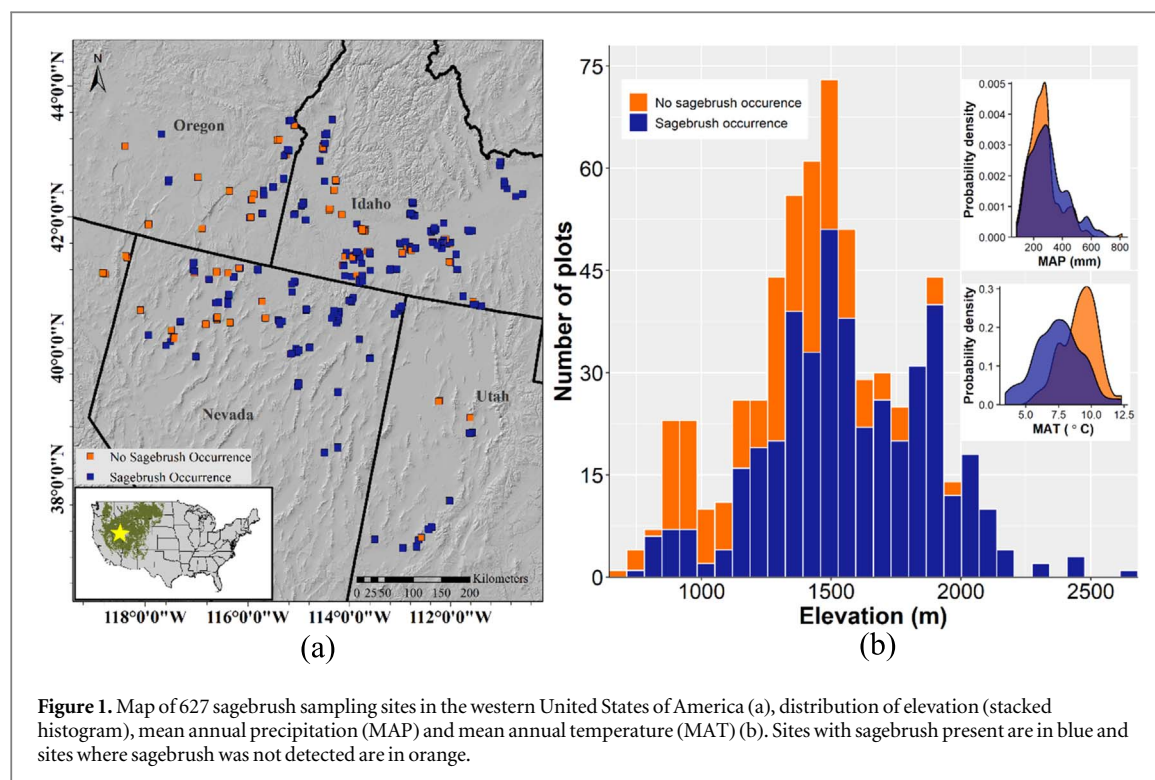 N
44°0'0"N
42°0'0"N
40°0'0"N
38°0'0"N
Oregon
Idaho
Nevada
Utah
No Sagebrush Occurrence
Sagebrush Occurrence
Kilometers
0 25 50 100 150 200
118°0'0"W 116°0'0"W 114°0'0"W 112°0'0"W
(a)
Number of plots
75
60
45
30
15
0
No sagebrush occurence
Sagebrush occurrence
1000 1500 2000 2500
Elevation (m)
Probability density
0.005
0.004
0.003
0.002
0.001
0.000
200 400 600 800
MAP (mm)
Probability density
0.3
0.2
0.1
0.0
5.0 7.5 10.0 12.5
MAT ( ° C)
(b)
Figure 1. Map of 627 sagebrush sampling sites in the western United States of America (a), distribution of elevation (stacked
histogram), mean annual precipitation (MAP) and mean annual temperature (MAT) (b). Sites with sagebrush present are in blue and
sites where sagebrush was not detected are in orange.